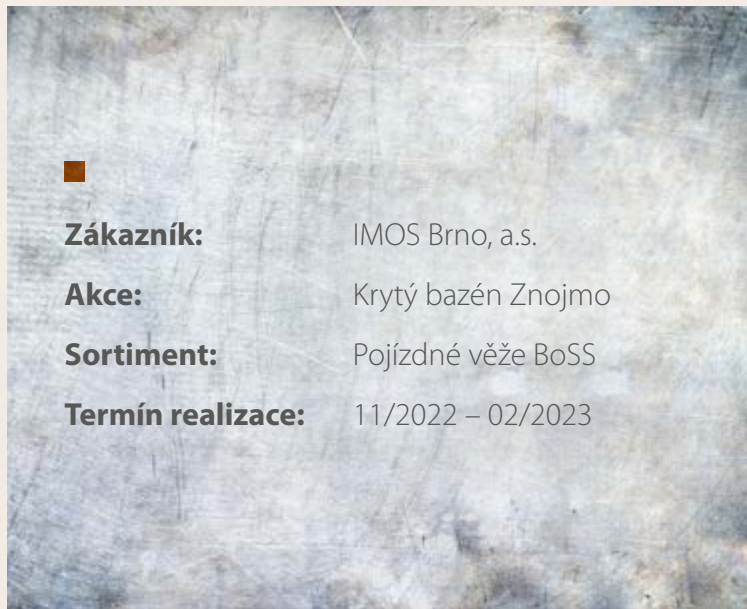 Zákazník: IMOS Brno, a.s.
Akce: Krytý bazén Znojmo
Sortiment: Pojízdné věže BoSS
Termín realizace: 11/2022 – 02/2023